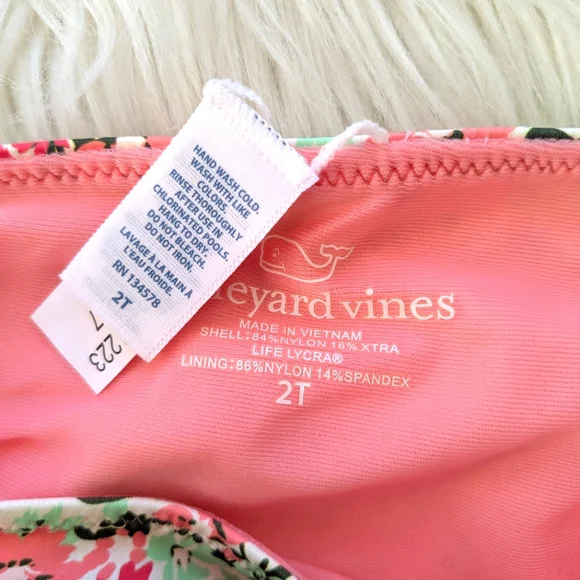 HAND WASH COLD.
WASH WITH LIKE
COLORS.
RINSE THOROUGHLY
AFTER USE IN
CHLORINATED POOLS.
HANG TO DRY.
DO NOT BLEACH.
DO NOT IRON.
LAVAGE À LA MAIN À
L'EAU FROIDE.
RN 134578
2T
223
7
eyard vines
MADE IN VIETNAM
SHELL: 84%NYLON 16% XTRA
LIFE LYCRA®
LINING: 86%NYLON 14%SPANDEX
2T